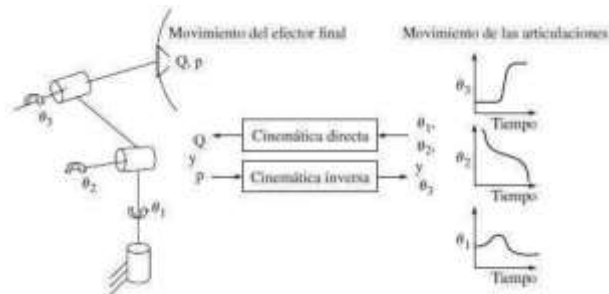 Movimiento del efector final
Movimiento de las articulaciones
Q, p
θ3
θ2
θ1
Q
y
p
Cinemática directa
Cinemática inversa
θ1,
θ2,
y
θ3
θ3
Tiempo
θ2
Tiempo
θ1
Tiempo